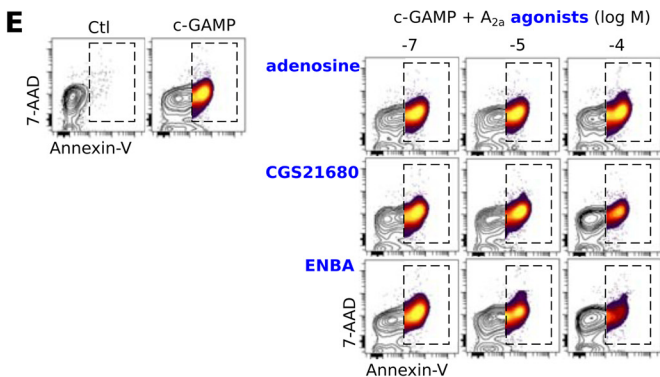 E
Ctl
c-GAMP
7-AAD
Annexin-V
c-GAMP + A2a agonists (log M)
-7 -5 -4
adenosine
CGS21680
ENBA
7-AAD
Annexin-V